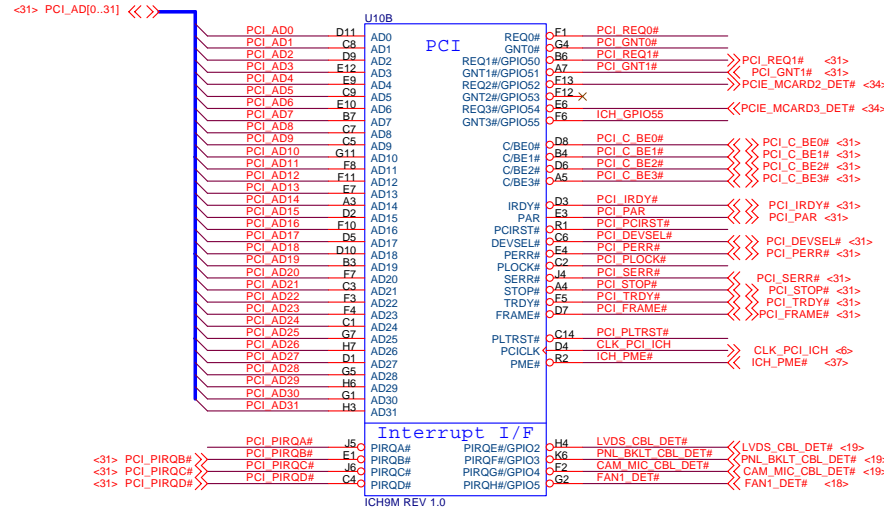 <31> PCI_AD[0..31]
U10B
PCI
PCI_AD0 D11 AD0 REQ0# F1 PCI_REQ0#
PCI_AD1 C8 AD1 GNT0# G4 PCI_GNT0#
PCI_AD2 D9 AD2 REQ1#/GPIO50 B6 PCI_REQ1# PCI_REQ1# <31>
PCI_AD3 E12 AD3 GNT1#/GPIO51 A7 PCI_GNT1# PCI_GNT1# <31>
PCI_AD4 E9 AD4 REQ2#/GPIO52 F13 PCIE_MCARD2_DET# <34>
PCI_AD5 C9 AD5 GNT2#/GPIO53 F12
PCI_AD6 E10 AD6 REQ3#/GPIO54 E6 PCIE_MCARD3_DET# <34>
PCI_AD7 B7 AD7 GNT3#/GPIO55 F6 ICH_GPIO55
PCI_AD8 C7 AD8
PCI_AD9 C5 AD9 C/BE0# D8 PCI_C_BE0# PCI_C_BE0# <31>
PCI_AD10 G11 AD10 C/BE1# B4 PCI_C_BE1# PCI_C_BE1# <31>
PCI_AD11 F8 AD11 C/BE2# D6 PCI_C_BE2# PCI_C_BE2# <31>
PCI_AD12 F11 AD12 C/BE3# A5 PCI_C_BE3# PCI_C_BE3# <31>
PCI_AD13 E7 AD13
PCI_AD14 A3 AD14 IRDY# D3 PCI_IRDY# PCI_IRDY# <31>
PCI_AD15 D2 AD15 PAR E3 PCI_PAR PCI_PAR <31>
PCI_AD16 F10 AD16 PCIRST# R1 PCI_PCIRST#
PCI_AD17 D5 AD17 DEVSEL# C6 PCI_DEVSEL# PCI_DEVSEL# <31>
PCI_AD18 D10 AD18 PERR# E4 PCI_PERR# PCI_PERR# <31>
PCI_AD19 B3 AD19 PLOCK# C2 PCI_PLOCK#
PCI_AD20 F7 AD20 SERR# J4 PCI_SERR# PCI_SERR# <31>
PCI_AD21 C3 AD21 STOP# A4 PCI_STOP# PCI_STOP# <31>
PCI_AD22 F3 AD22 TRDY# F5 PCI_TRDY# PCI_TRDY# <31>
PCI_AD23 F4 AD23 FRAME# D7 PCI_FRAME# PCI_FRAME# <31>
PCI_AD24 C1 AD24
PCI_AD25 G7 AD25 PLTRST# C14 PCI_PLTRST#
PCI_AD26 H7 AD26 PCICLK D4 CLK_PCI_ICH CLK_PCI_ICH <6>
PCI_AD27 D1 AD27 PME# R2 ICH_PME# ICH_PME# <37>
PCI_AD28 G5 AD28
PCI_AD29 H6 AD29
PCI_AD30 G1 AD30
PCI_AD31 H3 AD31
Interrupt I/F
PCI_PIRQA# J5 PIRQA# PIRQE#/GPIO2 H4 LVDS_CBL_DET# LVDS_CBL_DET# <19>
<31> PCI_PIRQB# PCI_PIRQB# E1 PIRQB# PIRQF#/GPIO3 K6 PNL_BKLT_CBL_DET# PNL_BKLT_CBL_DET# <19>
<31> PCI_PIRQC# PCI_PIRQC# J6 PIRQC# PIRQG#/GPIO4 F2 CAM_MIC_CBL_DET# CAM_MIC_CBL_DET# <19>
<31> PCI_PIRQD# PCI_PIRQD# C4 PIRQD# PIRQH#/GPIO5 G2 FAN1_DET# FAN1_DET# <18>
ICH9M REV 1.0